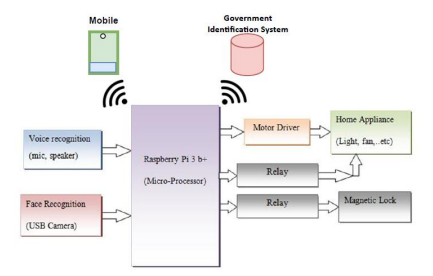 Mobile
Government
Identification System
Voice recognition
(mic, speaker)
Face Recognition
(USB Camera)
Raspberry Pi 3 b+
(Micro-Processor)
Motor Driver
Home Appliance
(Light, fan,..etc)
Relay
Relay
Magnetic Lock